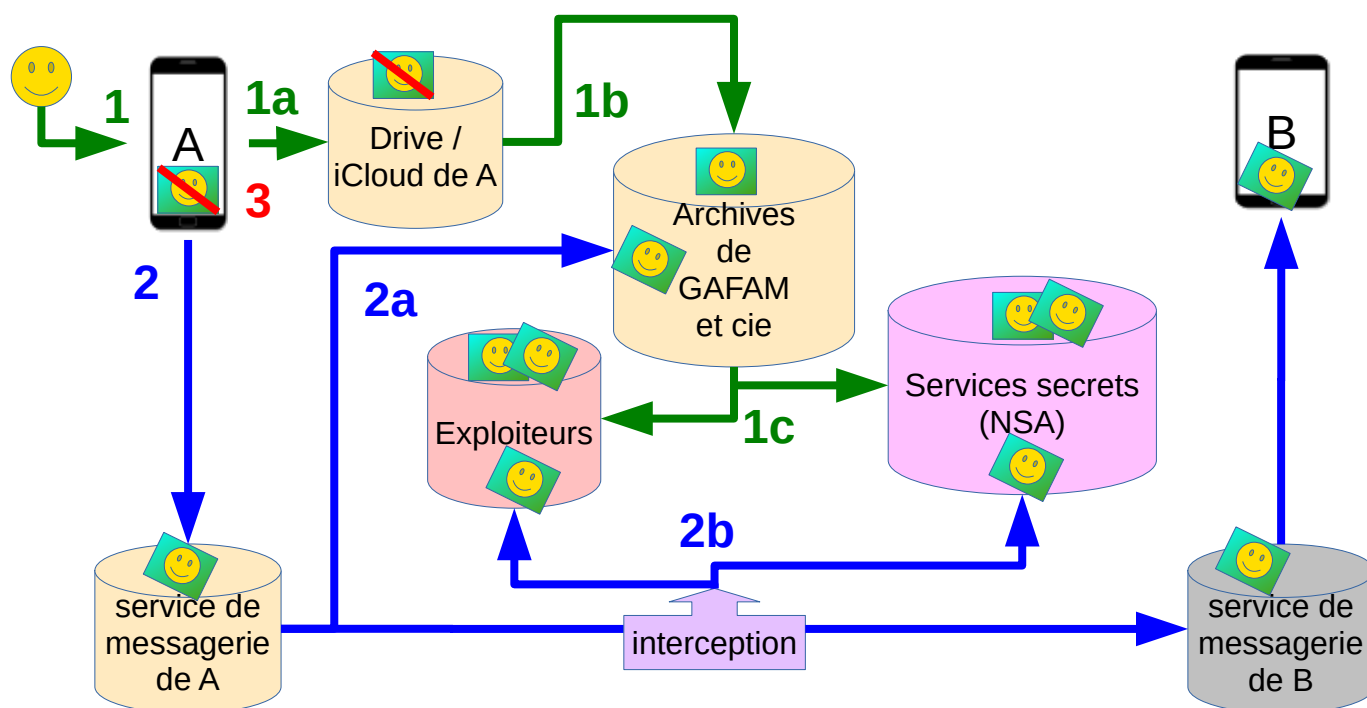 1
A
3
1a
Drive /
iCloud de A
1b
Archives
de
GAFAM
et cie
B
2
2a
Exploiteurs
1c
Services secrets
(NSA)
2b
service de
messagerie
de A
interception
service de
messagerie
de B